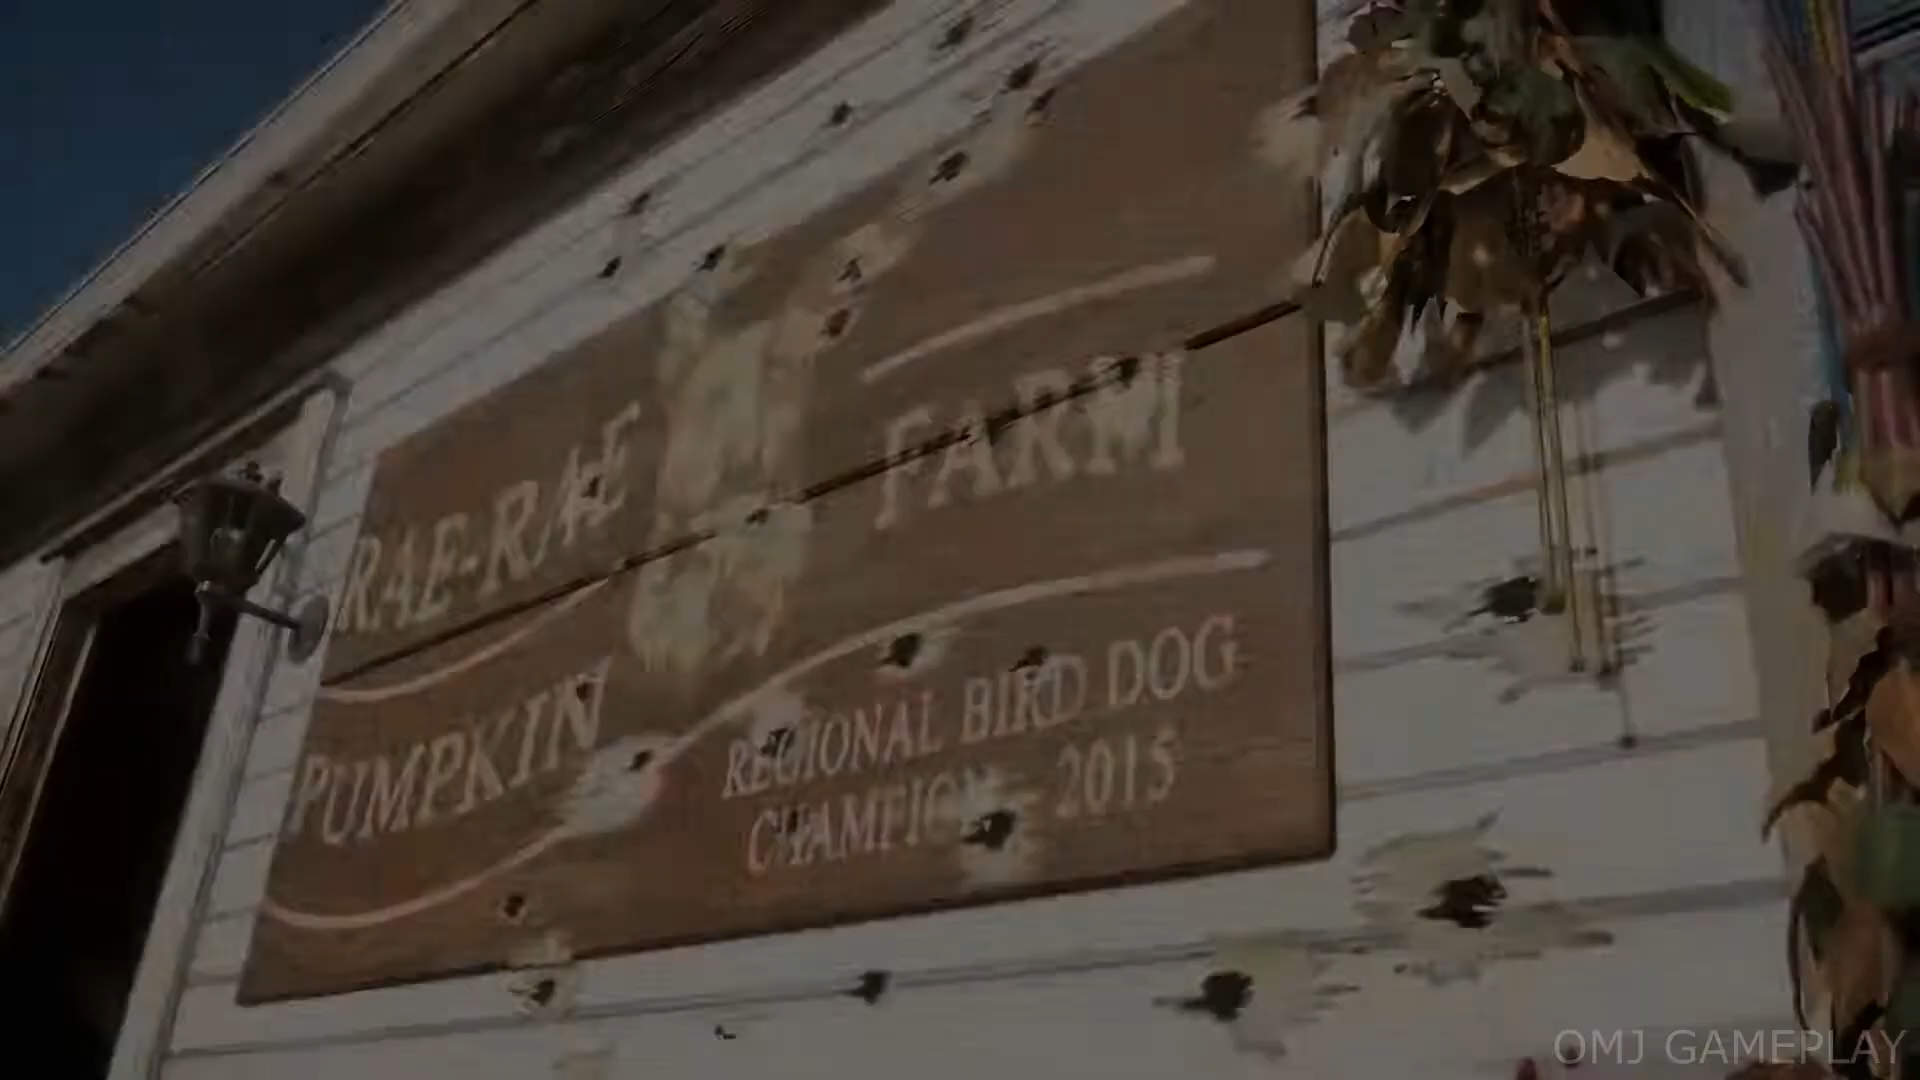 RAE-RAE
PUMPKIN
FARM
REGIONAL BIRD DOG
CHAMPION 2015
OMJ GAMEPLAY